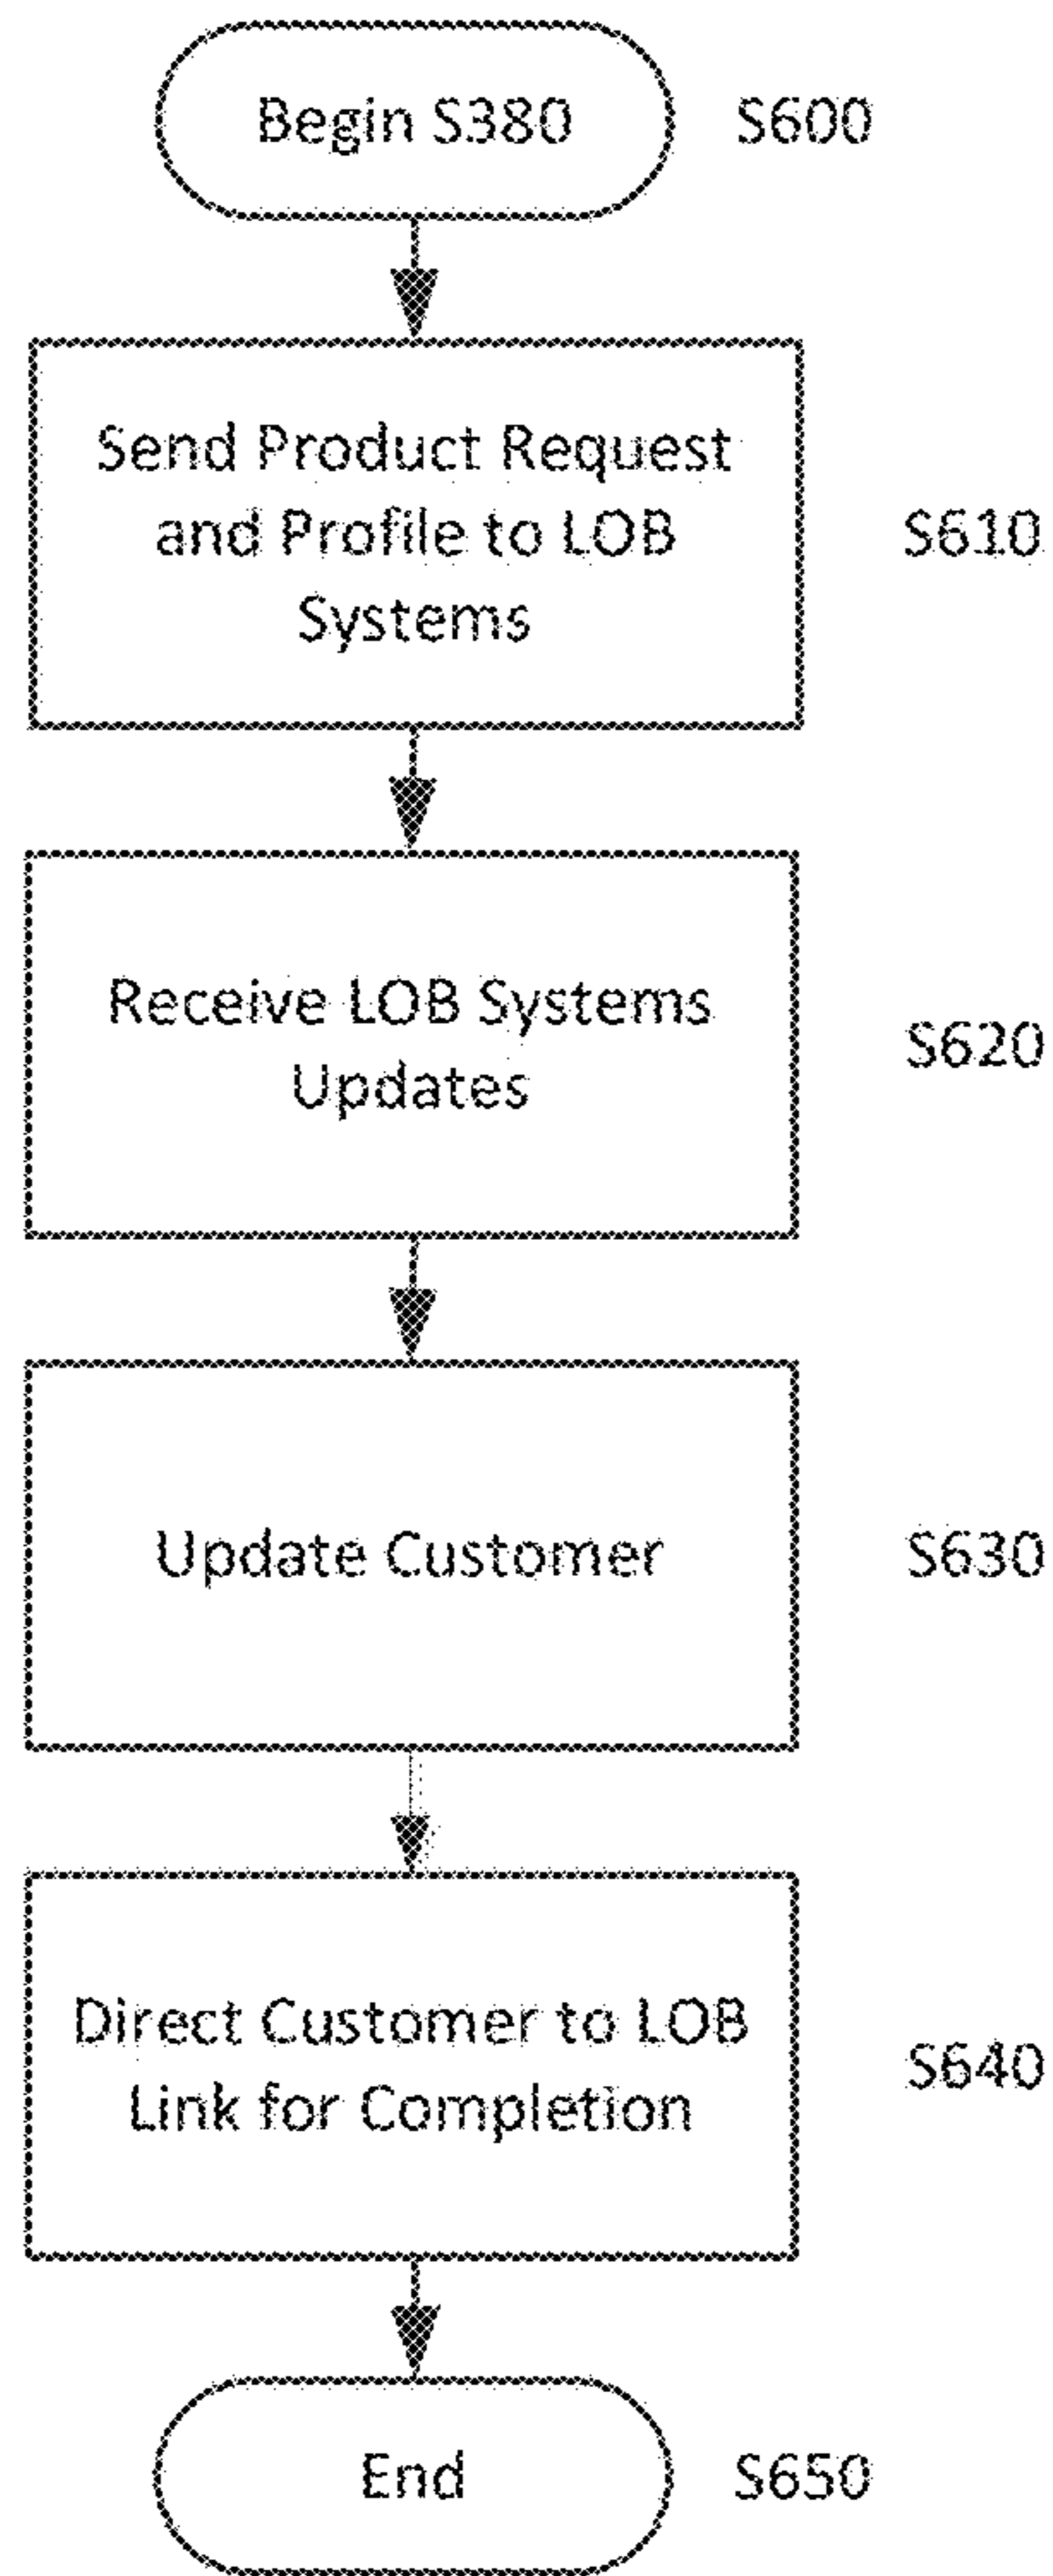 Begin S380
S600
Send Product Request
and Profile to LOB
Systems
S610
Receive LOB Systems
Updates
S620
Update Customer
S630
Direct Customer to LOB
Link for Completion
S640
End
S650